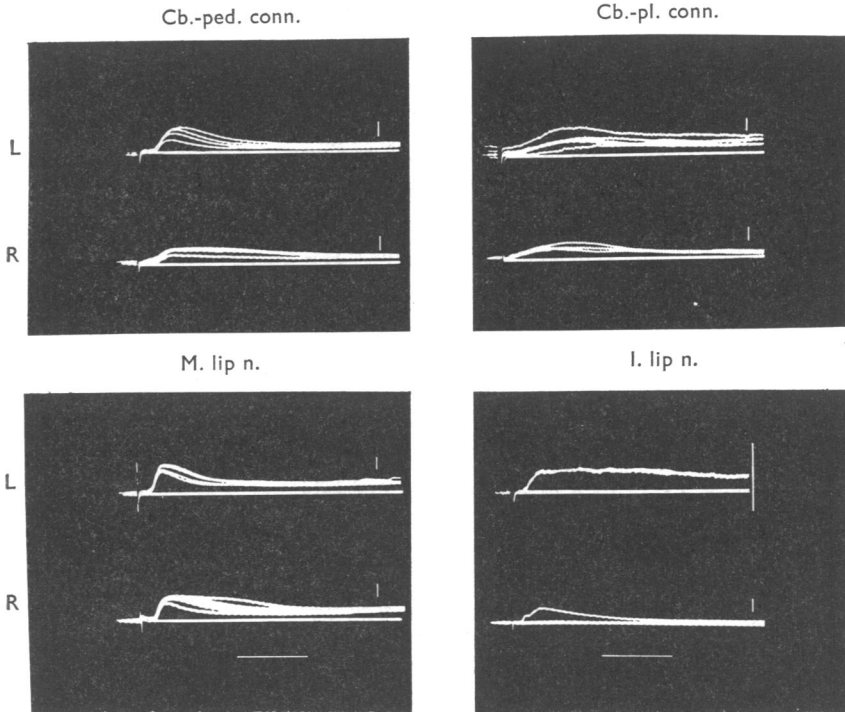 Cb.-ped. conn.
Cb.-pl. conn.
L
R
M. lip n.
I. lip n.
L
R